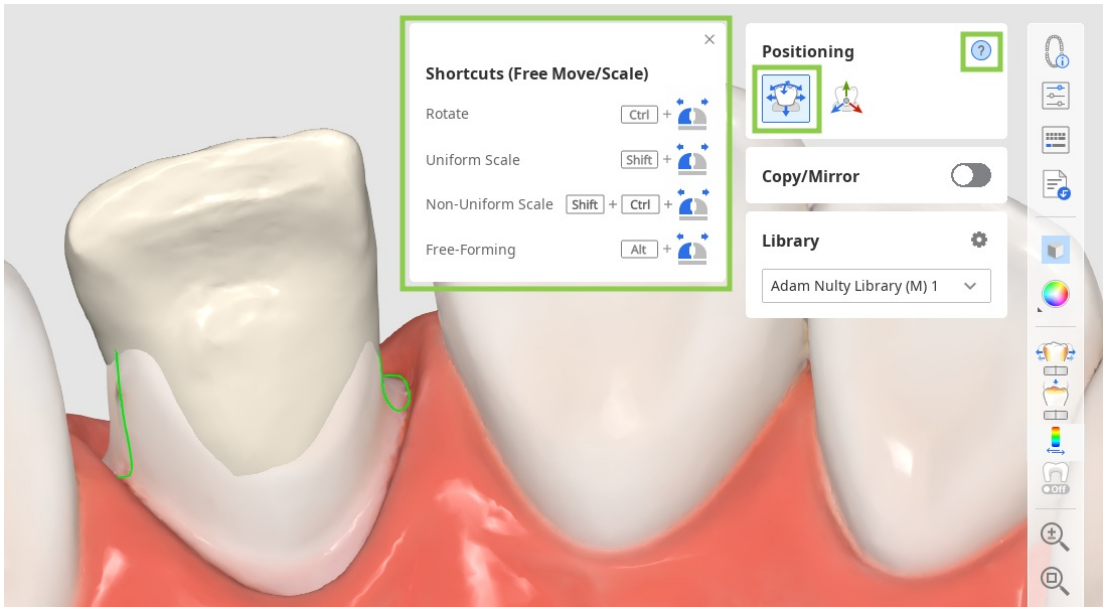 Shortcuts (Free Move/Scale)
Rotate Ctrl +
Uniform Scale Shift +
Non-Uniform Scale Shift + Ctrl +
Free-Forming Alt +
Positioning ?
Copy/Mirror
Library
Adam Nulty Library (M) 1
Off